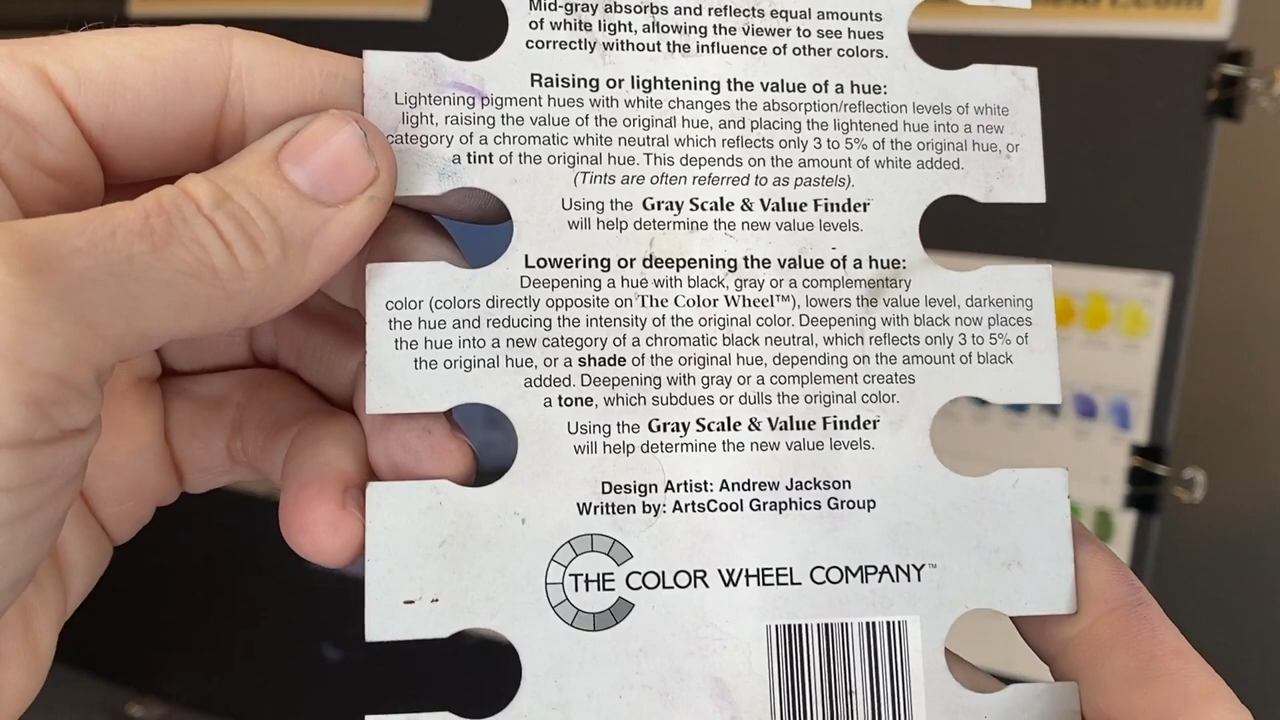 Mid-gray absorbs and reflects equal amounts
of white light, allowing the viewer to see hues
correctly without the influence of other colors.
Raising or lightening the value of a hue:
Lightening pigment hues with white changes the absorption/reflection levels of white
light, raising the value of the original hue, and placing the lightened hue into a new
category of a chromatic white neutral which reflects only 3 to 5% of the original hue, or
a tint of the original hue. This depends on the amount of white added.
(Tints are often referred to as pastels).
Using the Gray Scale & Value Finder
will help determine the new value levels.
Lowering or deepening the value of a hue:
Deepening a hue with black, gray or a complementary
color (colors directly opposite on The Color Wheel™), lowers the value level, darkening
the hue and reducing the intensity of the original color. Deepening with black now places
the hue into a new category of a chromatic black neutral, which reflects only 3 to 5% of
the original hue, or a shade of the original hue, depending on the amount of black
added. Deepening with gray or a complement creates
a tone, which subdues or dulls the original color.
Using the Gray Scale & Value Finder
will help determine the new value levels.
Design Artist: Andrew Jackson
Written by: ArtsCool Graphics Group
THE COLOR WHEEL COMPANY™